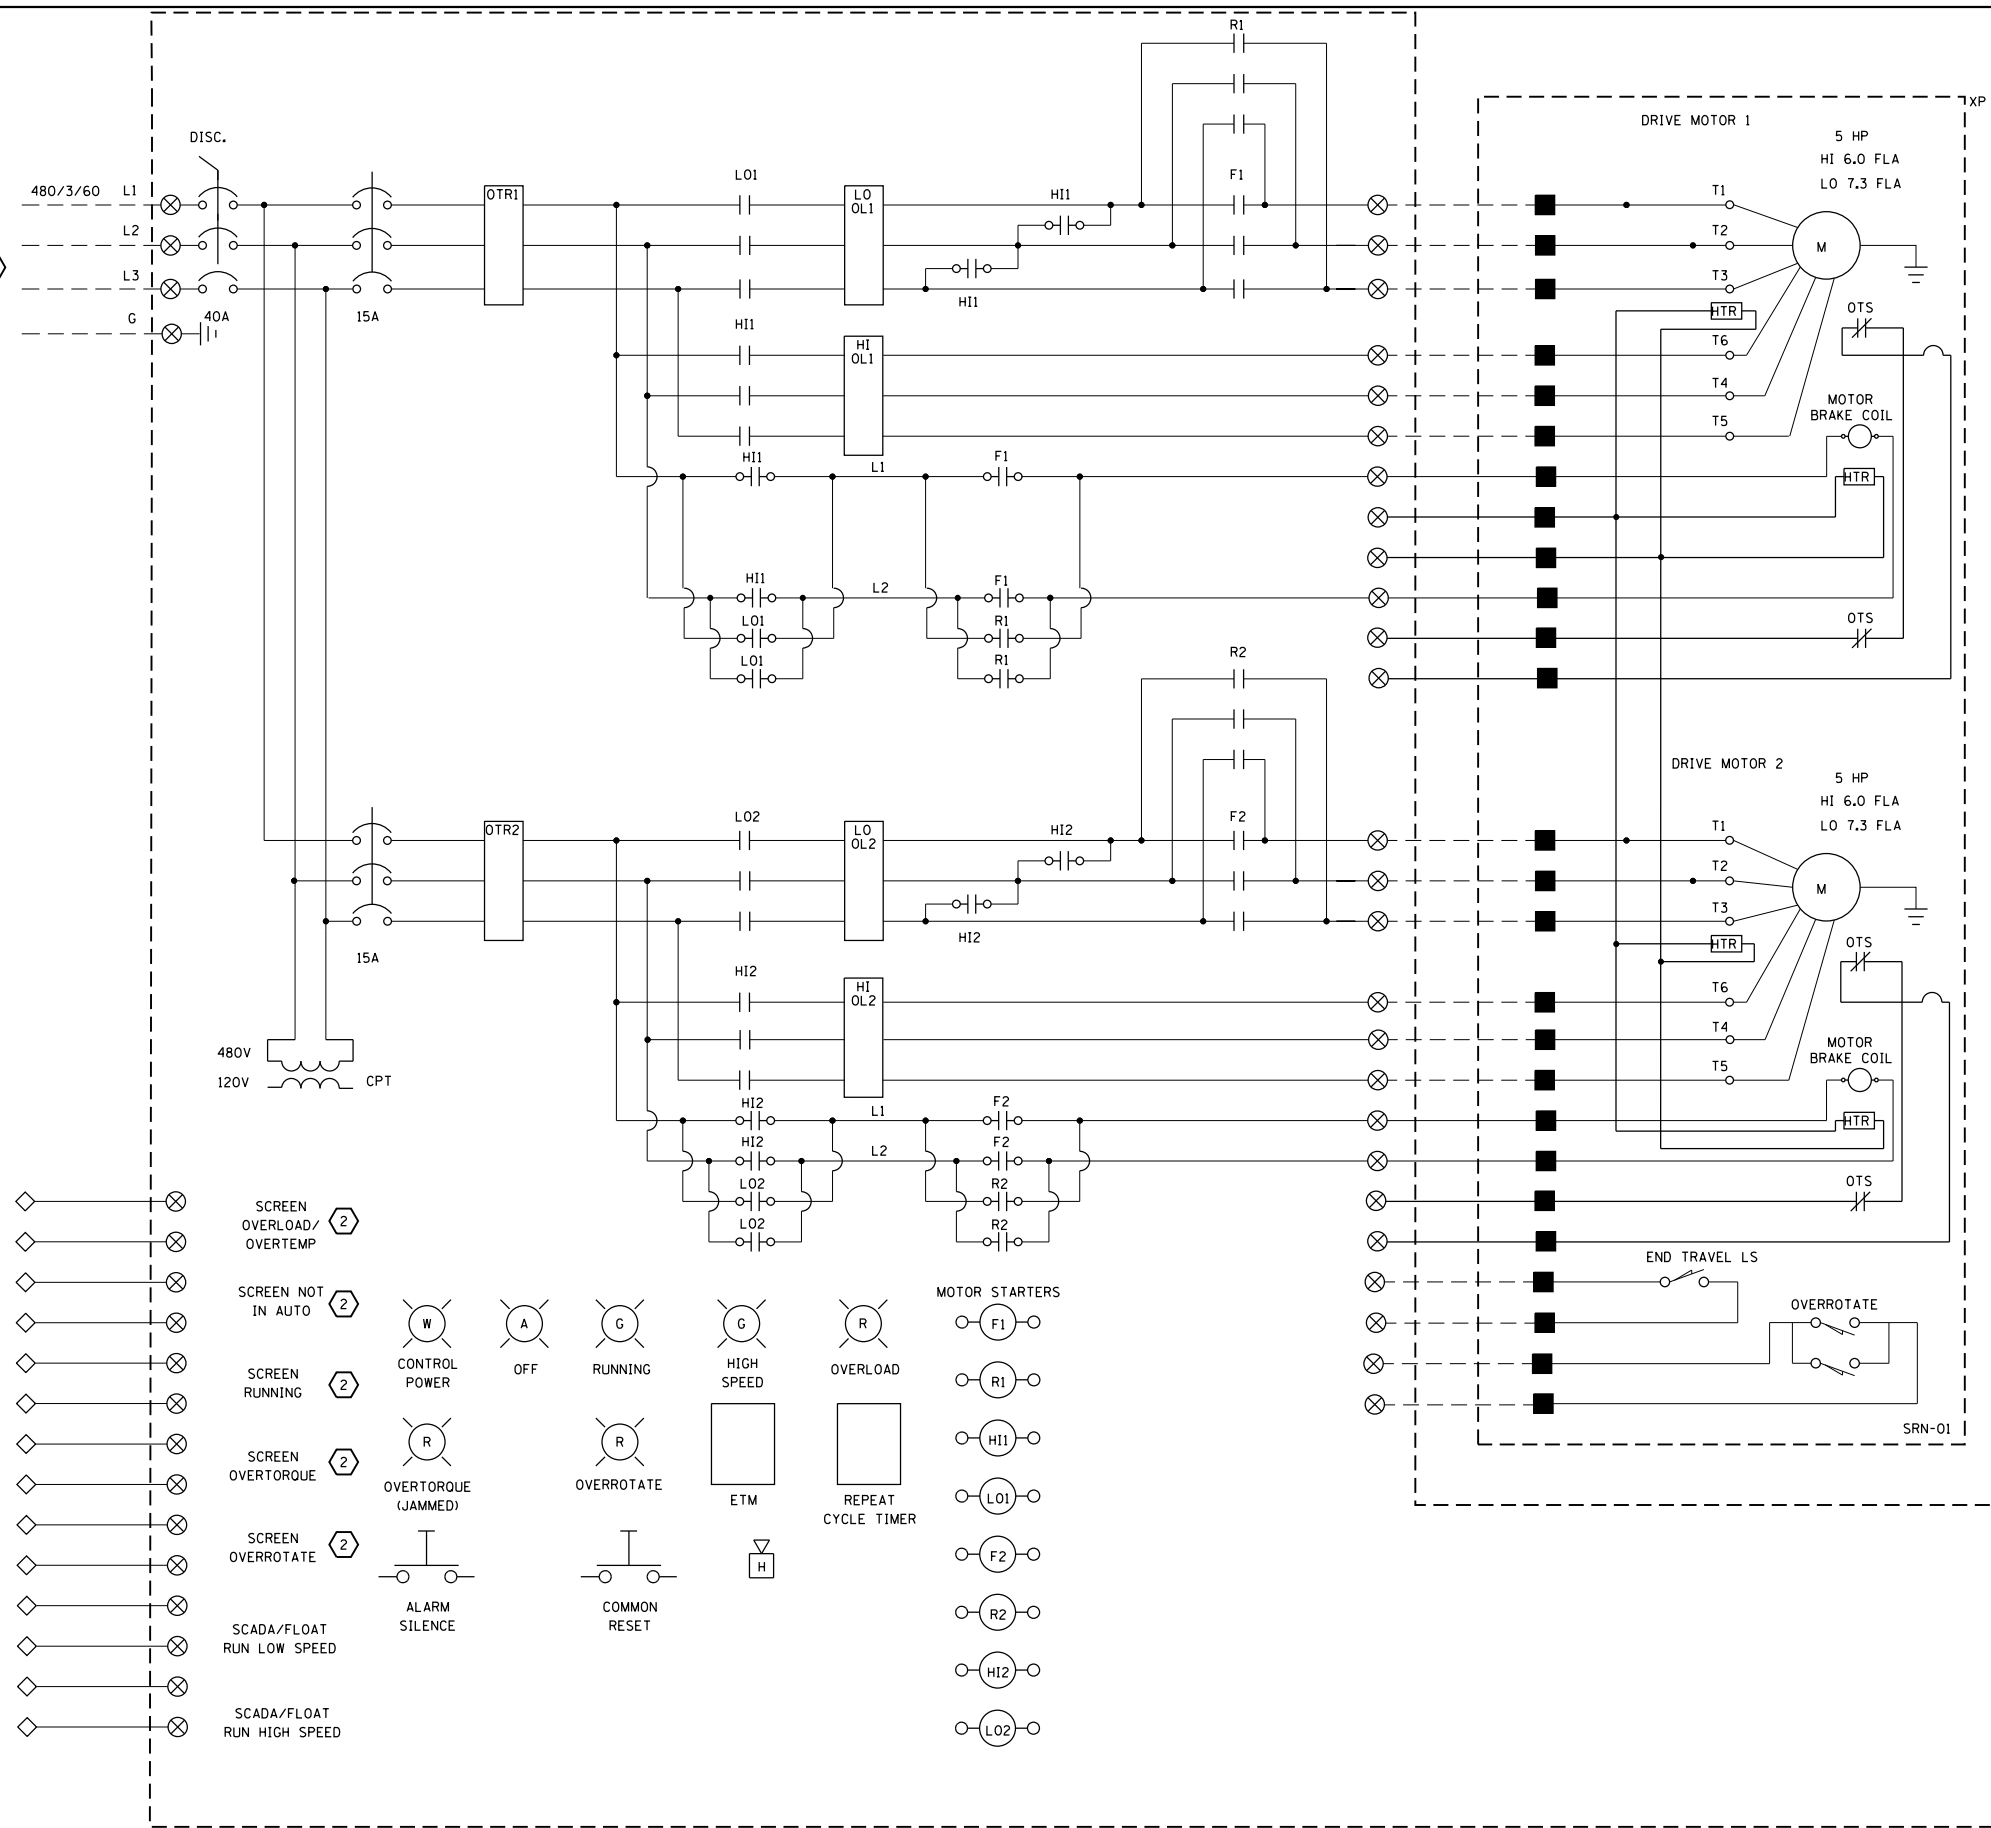 R1
XP
DRIVE MOTOR 1
5 HP
HI 6.0 FLA
LO 7.3 FLA
DISC.
480/3/60 L1
L2
L3
G
40A
15A
OTR1
LO1
LO
OL1
HI1
F1
HI1
T1
T2
T3
M
HTR
OTS
HI1
HI
OL1
T6
T4
T5
MOTOR
BRAKE COIL
HI1
L1
F1
HTR
HI1
L2
F1
LO1
R1
OTS
LO1
R1
R2
DRIVE MOTOR 2
5 HP
HI 6.0 FLA
LO 7.3 FLA
15A
OTR2
LO2
LO
OL2
HI2
F2
HI2
T1
T2
T3
M
HTR
OTS
HI2
HI
OL2
T6
T4
T5
MOTOR
BRAKE COIL
480V
120V
CPT
HI2
L1
F2
HTR
HI2
L2
F2
LO2
R2
OTS
LO2
R2
SCREEN
OVERLOAD/
OVERTEMP
2
SCREEN NOT
IN AUTO
2
SCREEN
RUNNING
2
SCREEN
OVERTORQUE
2
SCREEN
OVERROTATE
2
SCADA/FLOAT
RUN LOW SPEED
SCADA/FLOAT
RUN HIGH SPEED
W
CONTROL
POWER
A
OFF
G
RUNNING
G
HIGH
SPEED
R
OVERLOAD
R
OVERTORQUE
(JAMMED)
R
OVERROTATE
ETM
REPEAT
CYCLE TIMER
ALARM
SILENCE
COMMON
RESET
H
MOTOR STARTERS
F1
R1
HI1
LO1
F2
R2
HI2
LO2
END TRAVEL LS
OVERROTATE
SRN-01